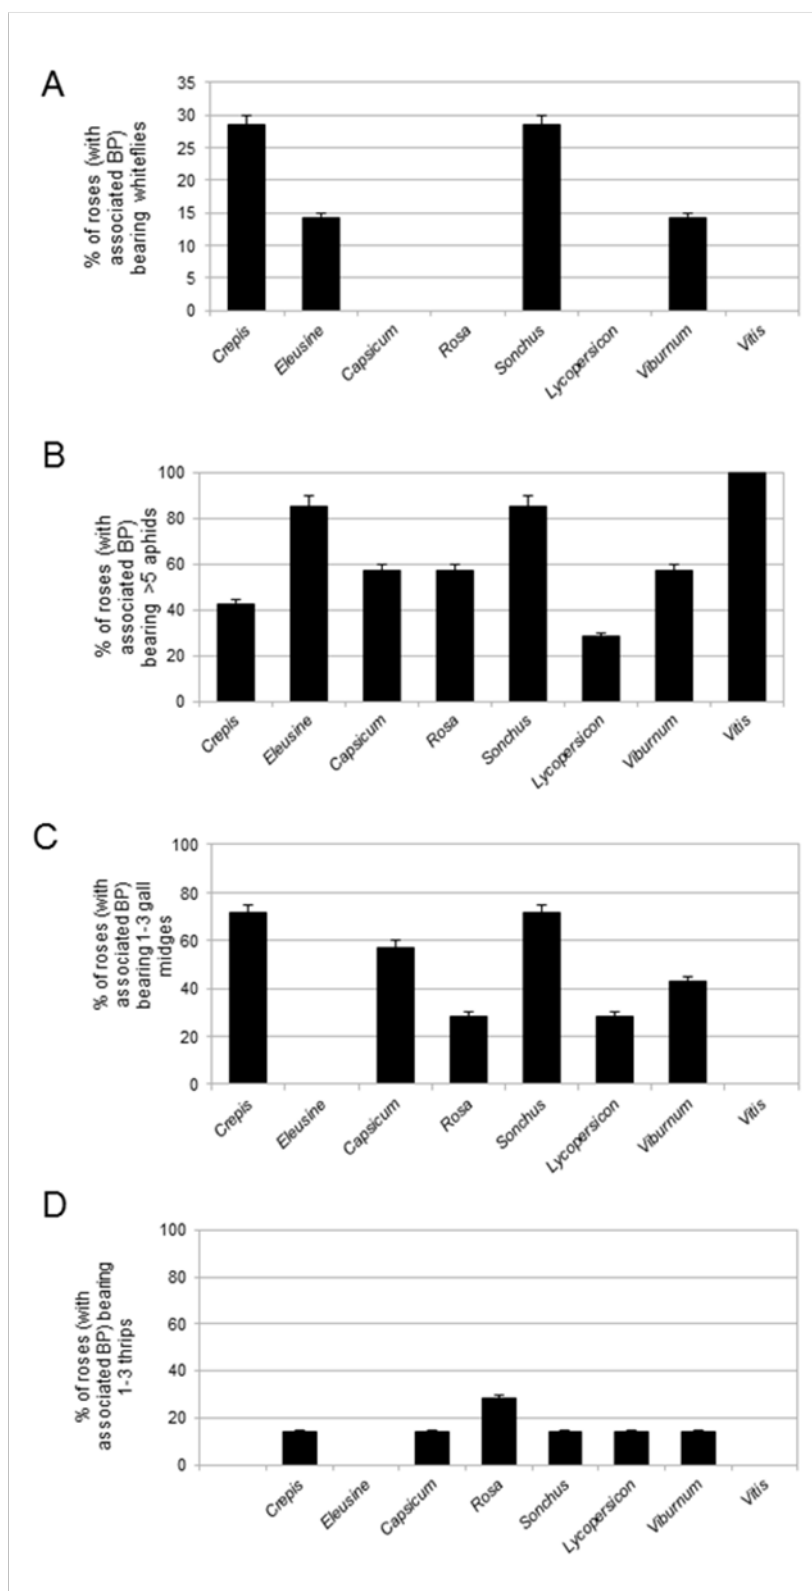 A
% of roses (with
associated BP)
bearing whiteflies
35
30
25
20
15
10
5
0
Crepis
Eleusine
Capsicum
Rosa
Sonchus
Lycopersicon
Viburnum
Vitis
B
% of roses (with
associated BP)
bearing >5 aphids
100
80
60
40
20
0
Crepis
Eleusine
Capsicum
Rosa
Sonchus
Lycopersicon
Viburnum
Vitis
C
% of roses (with
associated BP)
bearing 1-3 gall
midges
100
80
60
40
20
0
Crepis
Eleusine
Capsicum
Rosa
Sonchus
Lycopersicon
Viburnum
Vitis
D
% of roses (with
associated BP) bearing
1-3 thrips
100
80
60
40
20
0
Crepis
Eleusine
Capsicum
Rosa
Sonchus
Lycopersicon
Viburnum
Vitis